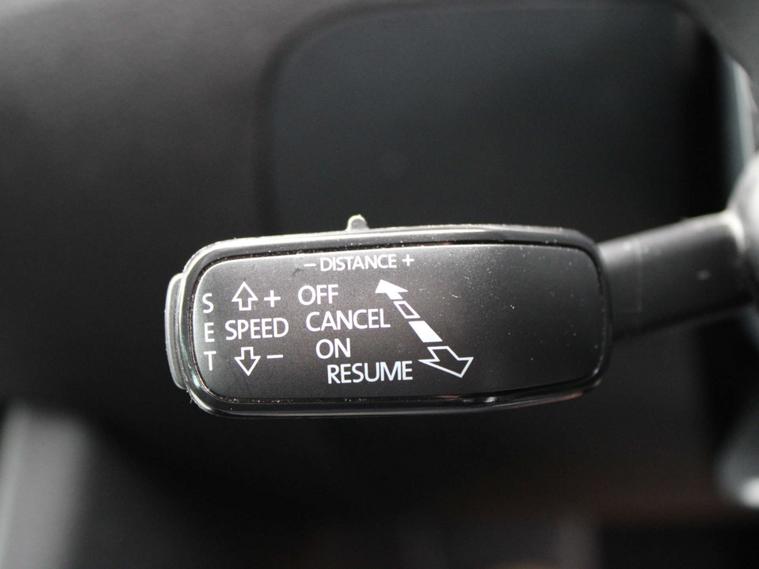 – DISTANCE +
S E T
+ OFF
SPEED CANCEL
– ON
RESUME